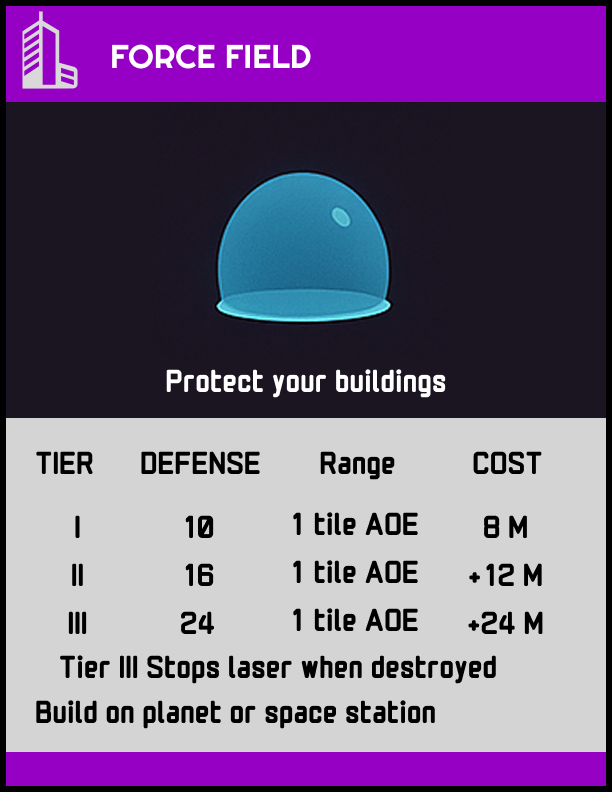 FORCE FIELD
Protect your buildings
TIER DEFENSE Range COST
I 10 1 tile AOE 8 M
II 16 1 tile AOE +12 M
III 24 1 tile AOE +24 M
Tier III Stops laser when destroyed
Build on planet or space station